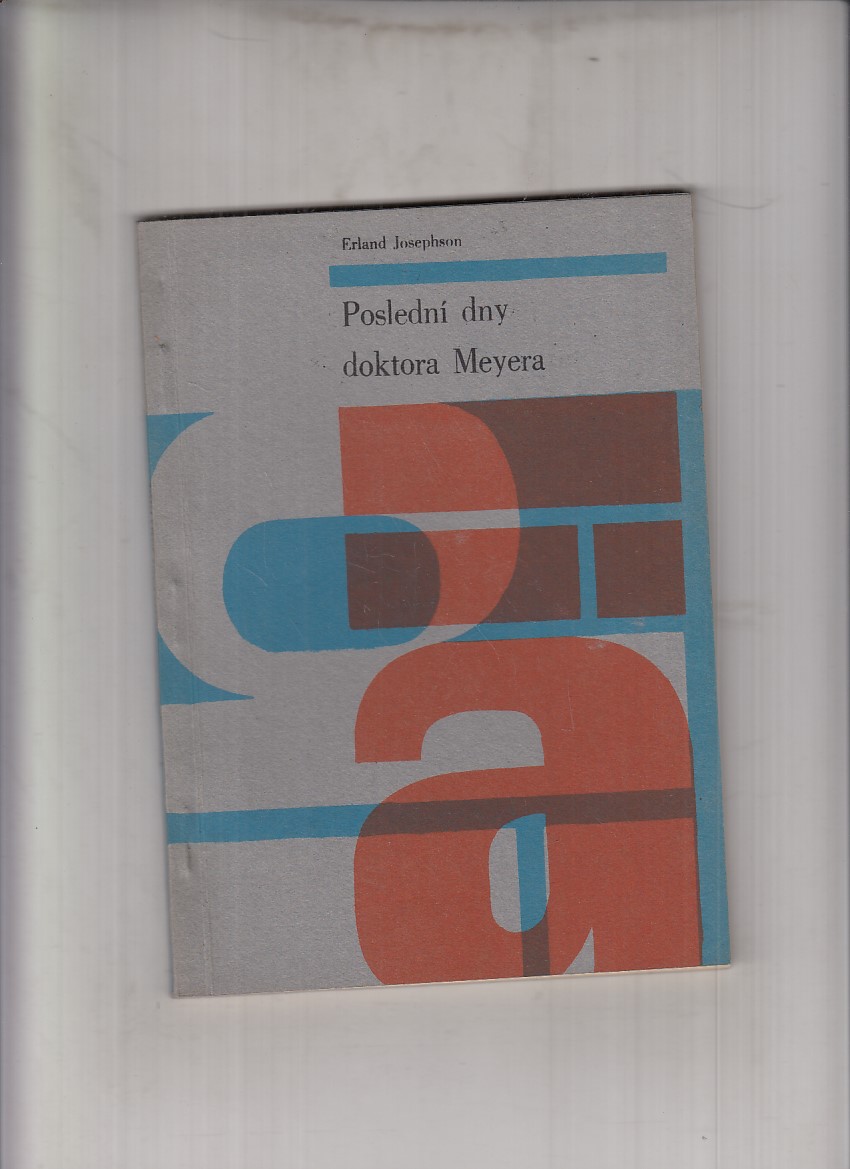 Erland Josephson
Poslední dny
doktora Meyera
a